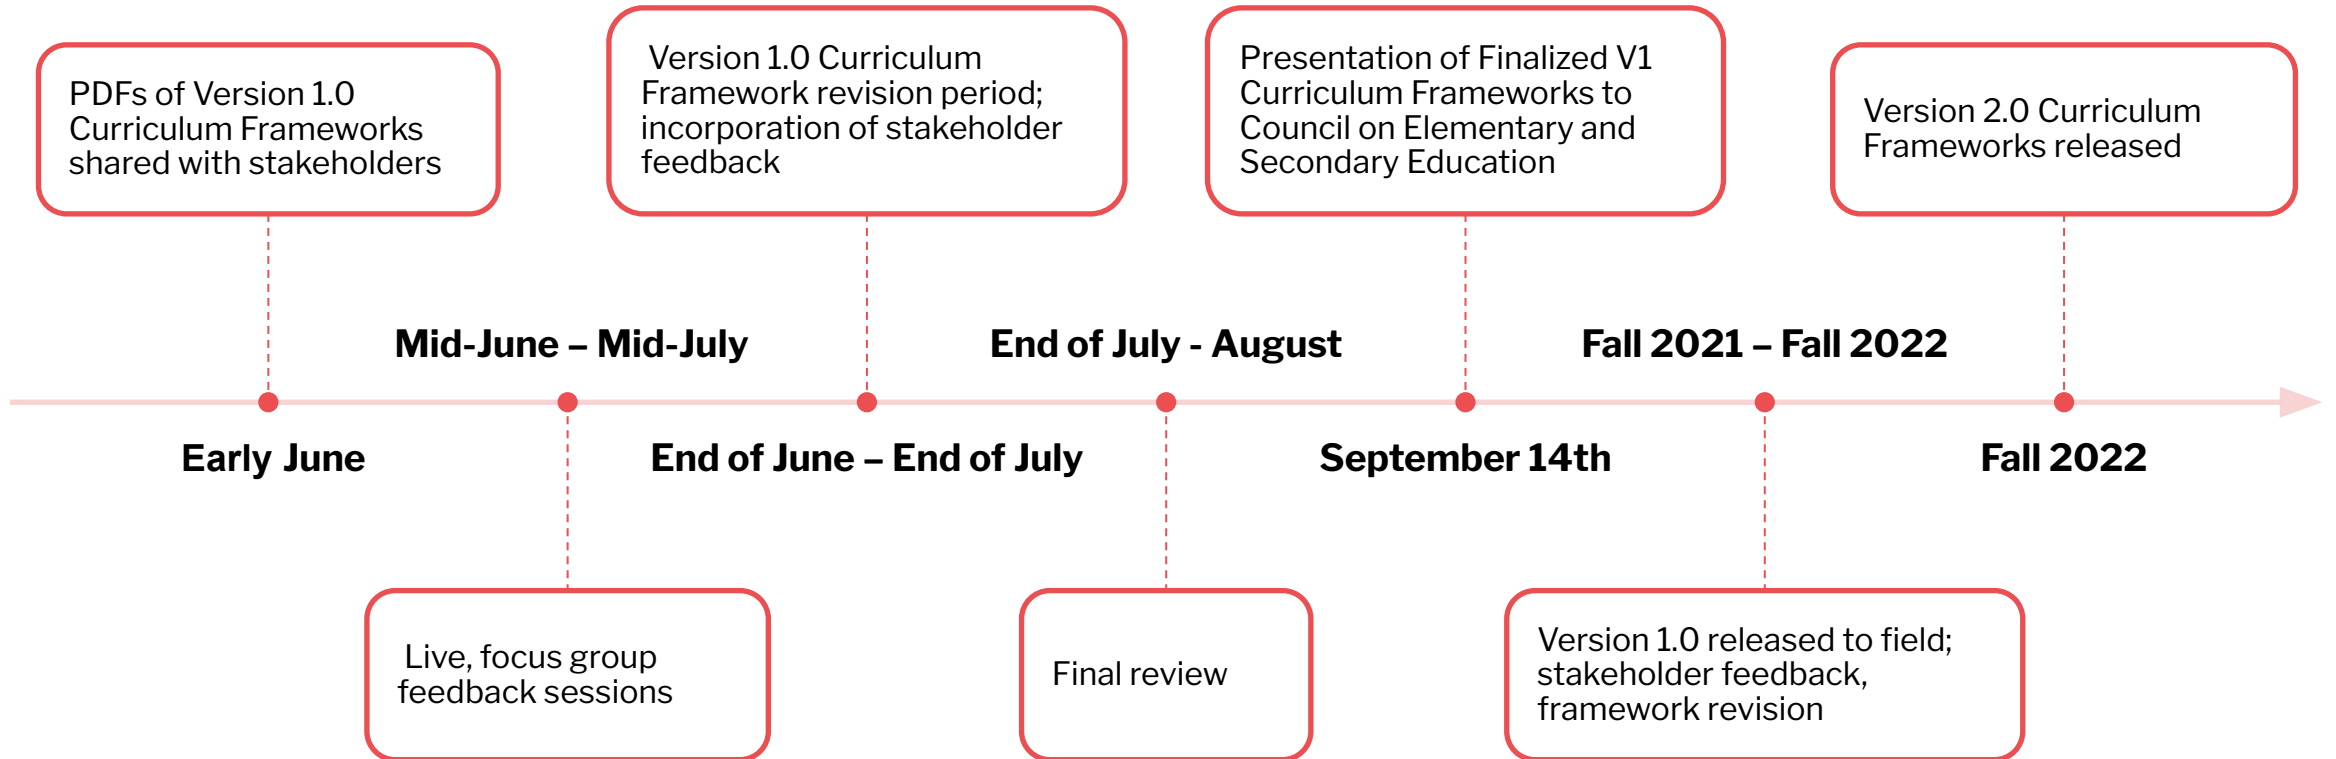 PDFs of Version 1.0
Curriculum Frameworks
shared with stakeholders
Version 1.0 Curriculum
Framework revision period;
incorporation of stakeholder
feedback
Presentation of Finalized V1
Curriculum Frameworks to
Council on Elementary and
Secondary Education
Version 2.0 Curriculum
Frameworks released
Mid-June – Mid-July
End of July - August
Fall 2021 – Fall 2022
Early June
End of June – End of July
September 14th
Fall 2022
Live, focus group
feedback sessions
Final review
Version 1.0 released to field;
stakeholder feedback,
framework revision